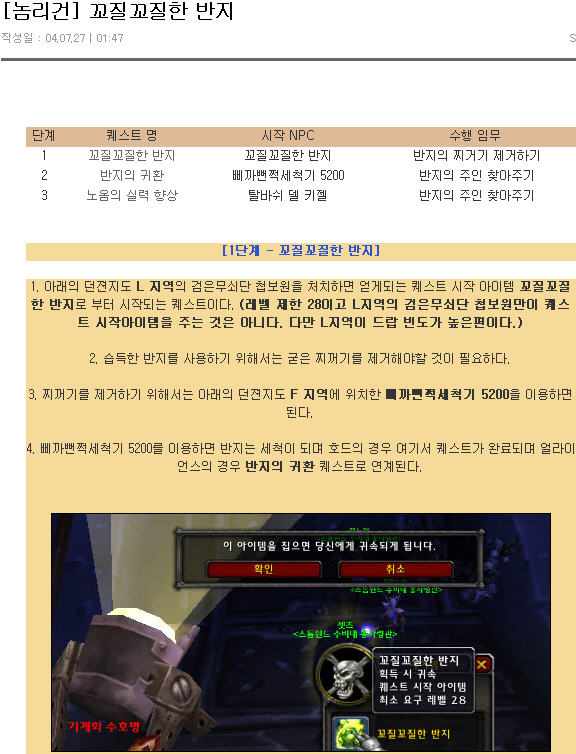 [놈리건] 꼬질꼬질한 반지
작성일 : 04.07.27 | 01:47
S
단계 퀘스트 명 시작 NPC 수행 임무
1 꼬질꼬질한 반지 꼬질꼬질한 반지 반지의 찌거기 제거하기
2 반지의 귀환 삐까뻔쩍세척기 5200 반지의 주인 찾아주기
3 노움의 실력 향상 탈바쉬 델 키젤 반지의 주인 찾아주기
[1단계 - 꼬질꼬질한 반지]
1. 아래의 던젼지도 L 지역의 검은무쇠단 첩보원을 처치하면 얻게되는 퀘스트 시작 아이템 꼬질꼬질
한 반지로 부터 시작되는 퀘스트이다. (레벨 제한 28이고 L지역의 검은무쇠단 첩보원만이 퀘스
트 시작아이템을 주는 것은 아니다. 다만 L지역이 드랍 빈도가 높은편이다.)
2. 습득한 반지를 사용하기 위해서는 굳은 찌꺼기를 제거해야할 것이 필요하다.
3. 찌꺼기를 제거하기 위해서는 아래의 던젼지도 F 지역에 위치한 삐까뻔쩍세척기 5200을 이용하면
된다.
4. 삐까뻔쩍세척기 5200를 이용하면 반지는 세척이 되며 호드의 경우 여기서 퀘스트가 완료되며 얼라이
언스의 경우 반지의 귀환 퀘스트로 연계된다.
이 아이템을 집으면 당신에게 귀속되게 됩니다.
확인 취소
셋츠
<스톰윈드 수비대
꼬질꼬질한 반지
획득 시 귀속
퀘스트 시작 아이템
최소 요구 레벨 28
기계화 수호병
꼬질꼬질한 반지